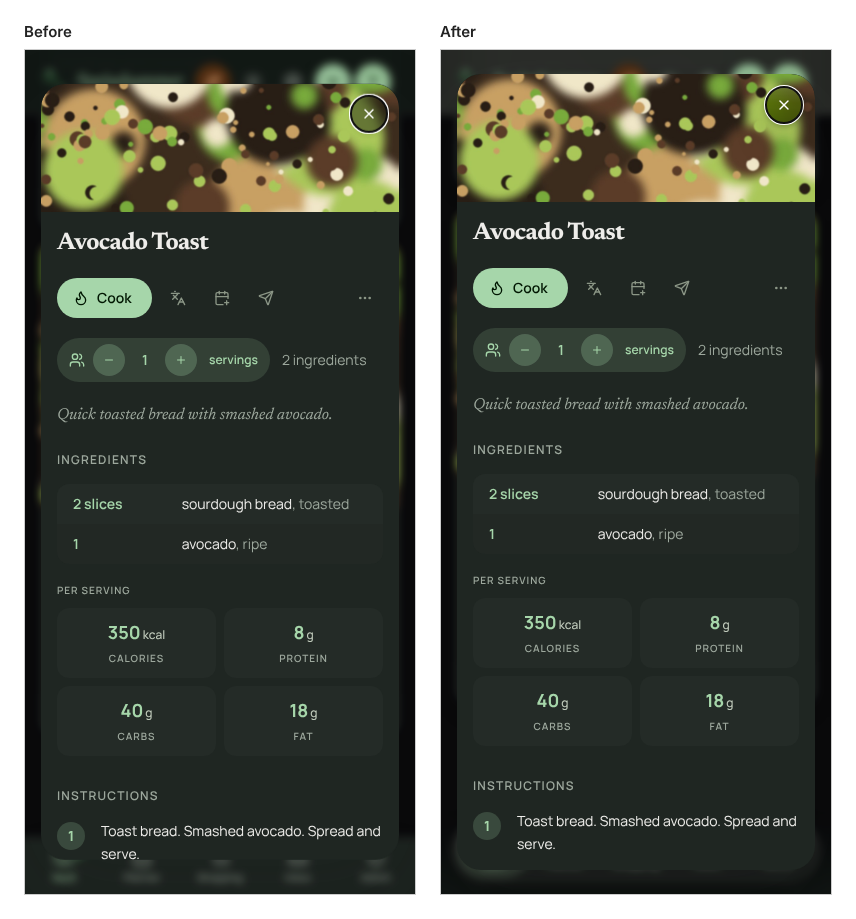 Before
Avocado Toast
Cook
1 servings 2 ingredients
Quick toasted bread with smashed avocado.
INGREDIENTS
2 slices sourdough bread, toasted
1 avocado, ripe
PER SERVING
350 kcal 8 g
CALORIES PROTEIN
40 g 18 g
CARBS FAT
INSTRUCTIONS
1 Toast bread. Smashed avocado. Spread and
serve.
After
Avocado Toast
Cook
1 servings 2 ingredients
Quick toasted bread with smashed avocado.
INGREDIENTS
2 slices sourdough bread, toasted
1 avocado, ripe
PER SERVING
350 kcal 8 g
CALORIES PROTEIN
40 g 18 g
CARBS FAT
INSTRUCTIONS
1 Toast bread. Smashed avocado. Spread and
serve.